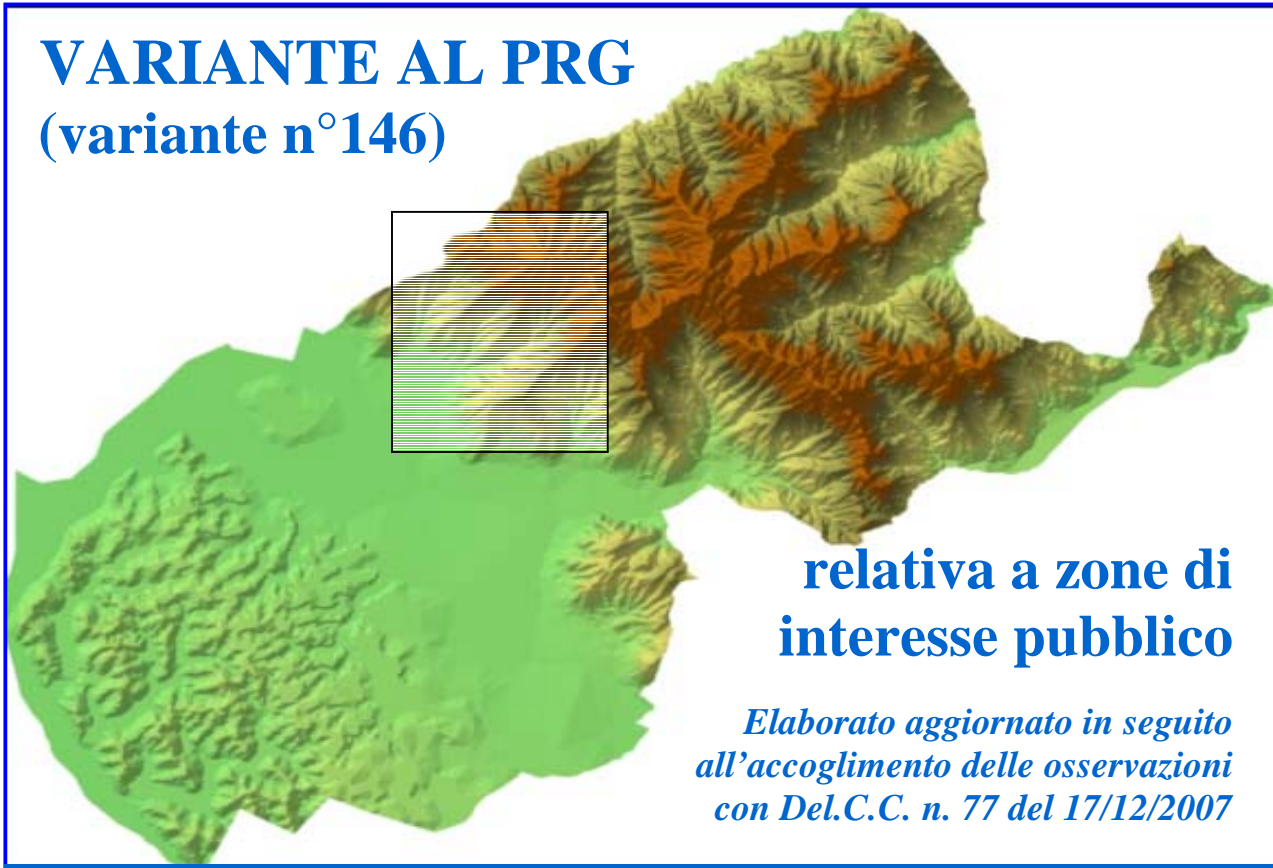 VARIANTE AL PRG
(variante n°146)
relativa a zone di
interesse pubblico
Elaborato aggiornato in seguito
all'accoglimento delle osservazioni
con Del.C.C. n. 77 del 17/12/2007